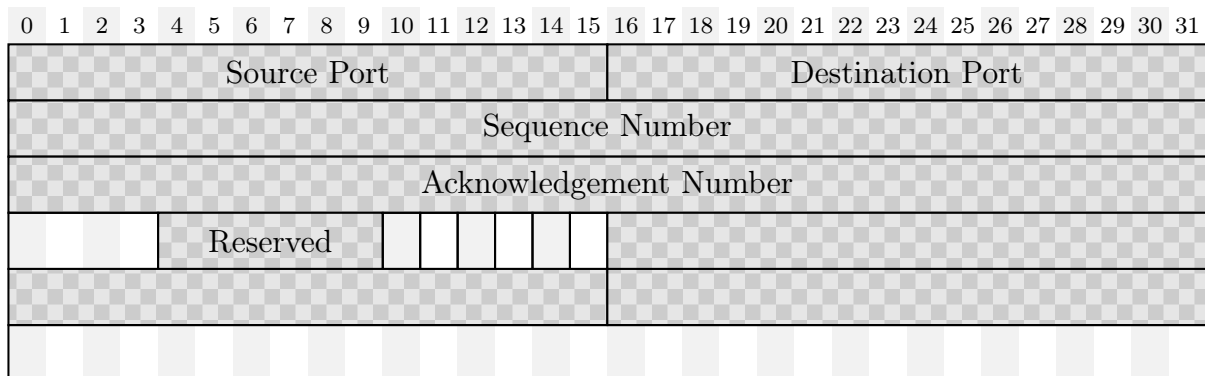 0 1 2 3 4 5 6 7 8 9 10 11 12 13 14 15 16 17 18 19 20 21 22 23 24 25 26 27 28 29 30 31
Source Port Destination Port
Sequence Number
Acknowledgement Number
Reserved